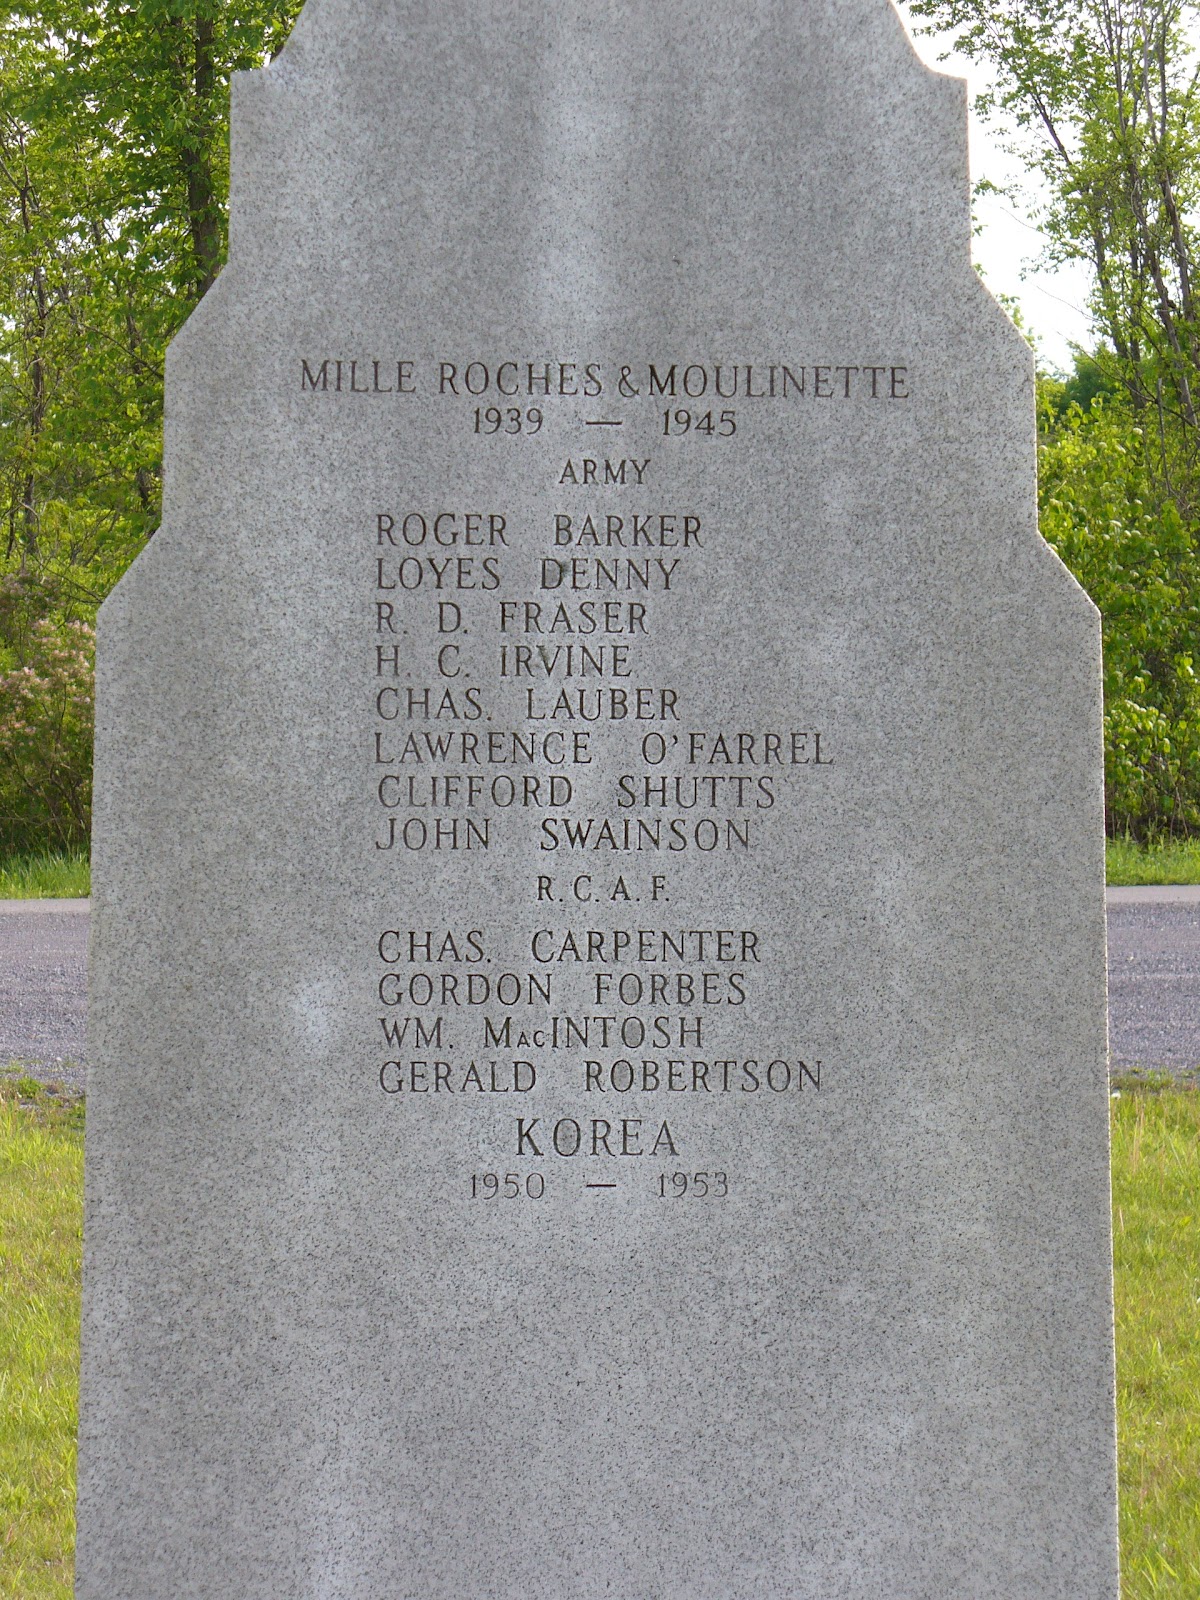 MILLE ROCHES & MOULINETTE
1939 — 1945
ARMY
ROGER BARKER
LOYES DENNY
R. D. FRASER
H. C. IRVINE
CHAS. LAUBER
LAWRENCE O'FARREL
CLIFFORD SHUTTS
JOHN SWAINSON
R. C. A. F.
CHAS. CARPENTER
GORDON FORBES
WM. MacINTOSH
GERALD ROBERTSON
KOREA
1950 — 1953